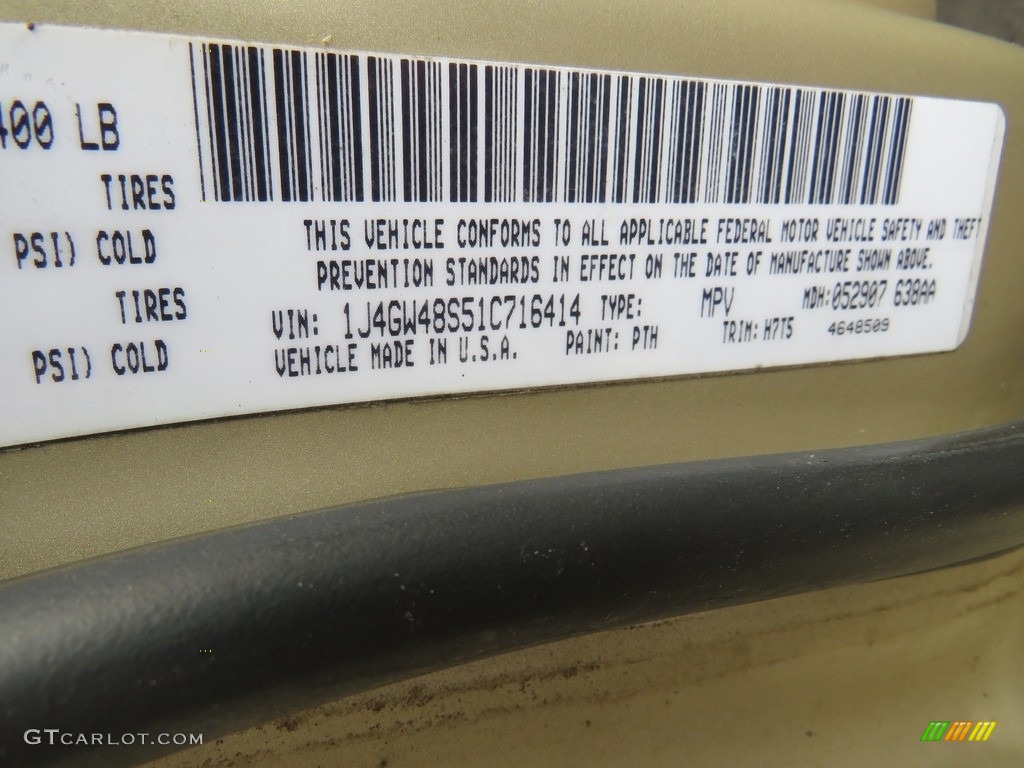 400 LB
TIRES
PSI) COLD
TIRES
PSI) COLD
THIS VEHICLE CONFORMS TO ALL APPLICABLE FEDERAL MOTOR VEHICLE SAFETY AND THEFT
PREVENTION STANDARDS IN EFFECT ON THE DATE OF MANUFACTURE SHOWN ABOVE.
VIN: 1J4GW48S51C716414 TYPE: MPV MDH:052907 638AA
VEHICLE MADE IN U.S.A. PAINT: PTH TRIM: H7T5 4648509
GTCARLOT.COM